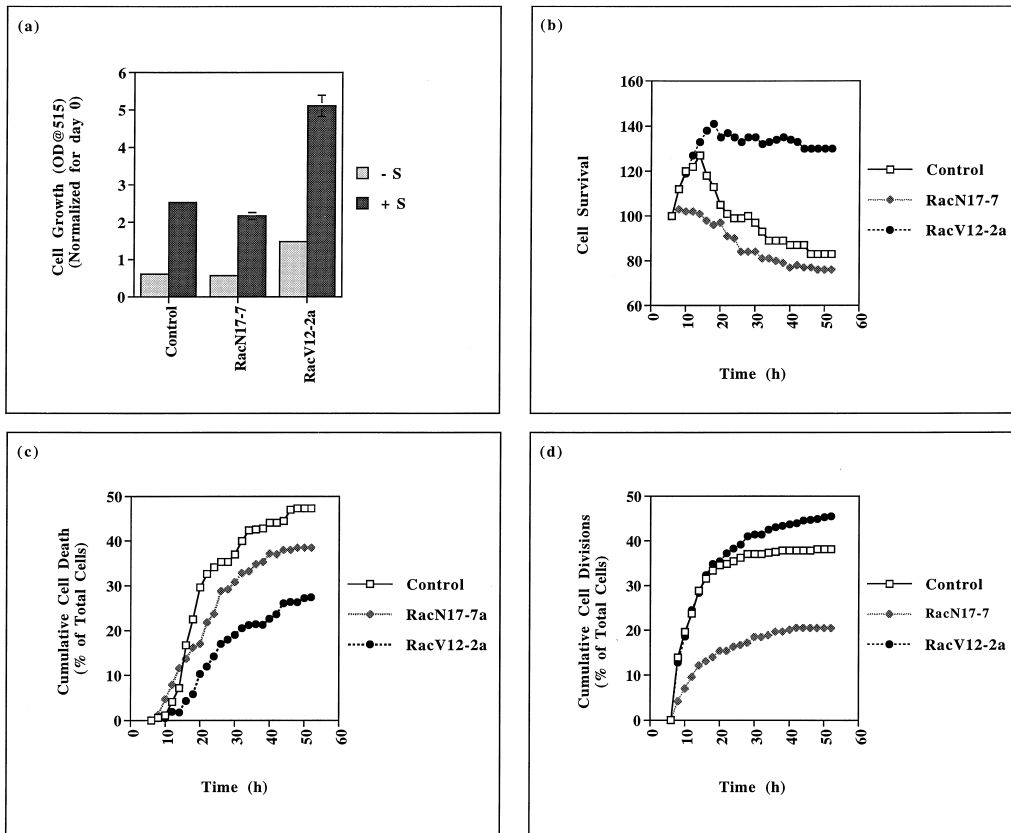 (a)
Cell Growth (OD@515)
(Normalized for day 0)
6
5
4
3
2
1
0
Control
RacN17-7
RacV12-2a
- S
+ S
(b)
Cell Survival
160
140
120
100
80
60
0
10
20
30
40
50
60
Time (h)
Control
RacN17-7
RacV12-2a
(c)
Cumulative Cell Death
(% of Total Cells)
50
40
30
20
10
0
0
10
20
30
40
50
60
Time (h)
Control
RacN17-7a
RacV12-2a
(d)
Cumulative Cell Divisions
(% of Total Cells)
50
40
30
20
10
0
0
10
20
30
40
50
60
Time (h)
Control
RacN17-7
RacV12-2a